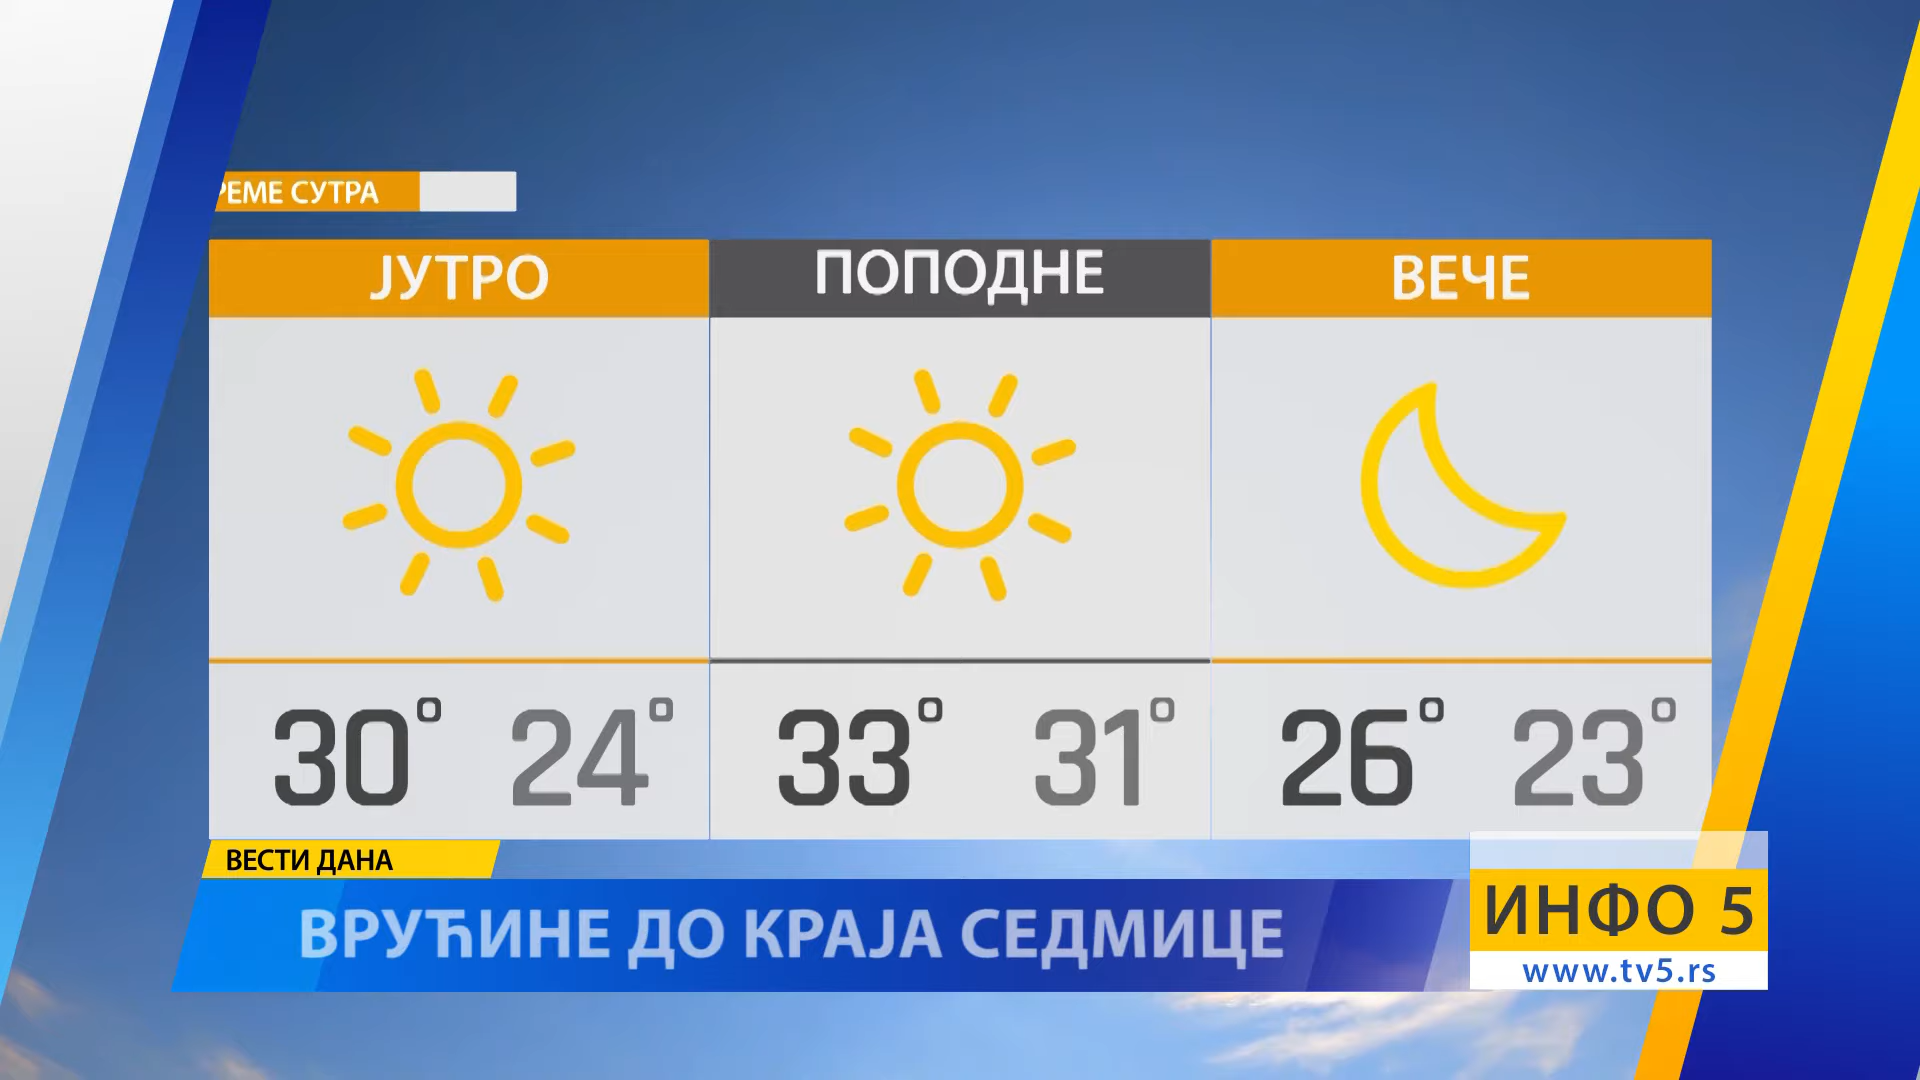 РЕМЕ СУТРА
ЈУТРО
ПОПОДНЕ
ВЕЧЕ
30° 24°
33° 31°
26° 23°
ВЕСТИ ДАНА
ВРУЋИНЕ ДО КРАЈА СЕДМИЦЕ
ИНФО 5
www.tv5.rs